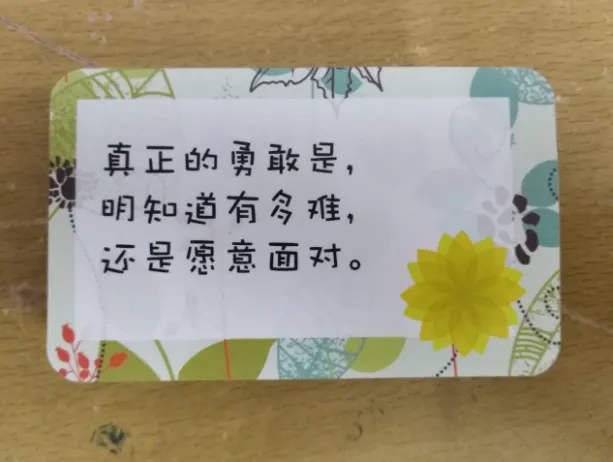 真正的勇敢是，
明知道有多难，
还是愿意面对。